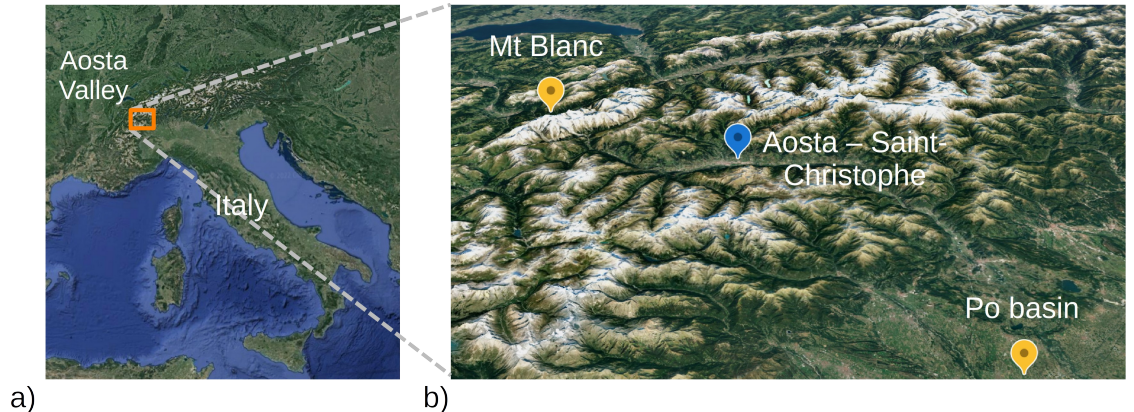 Aosta
Valley
Italy
a)
Mt Blanc
Aosta – Saint-
Christophe
Po basin
b)